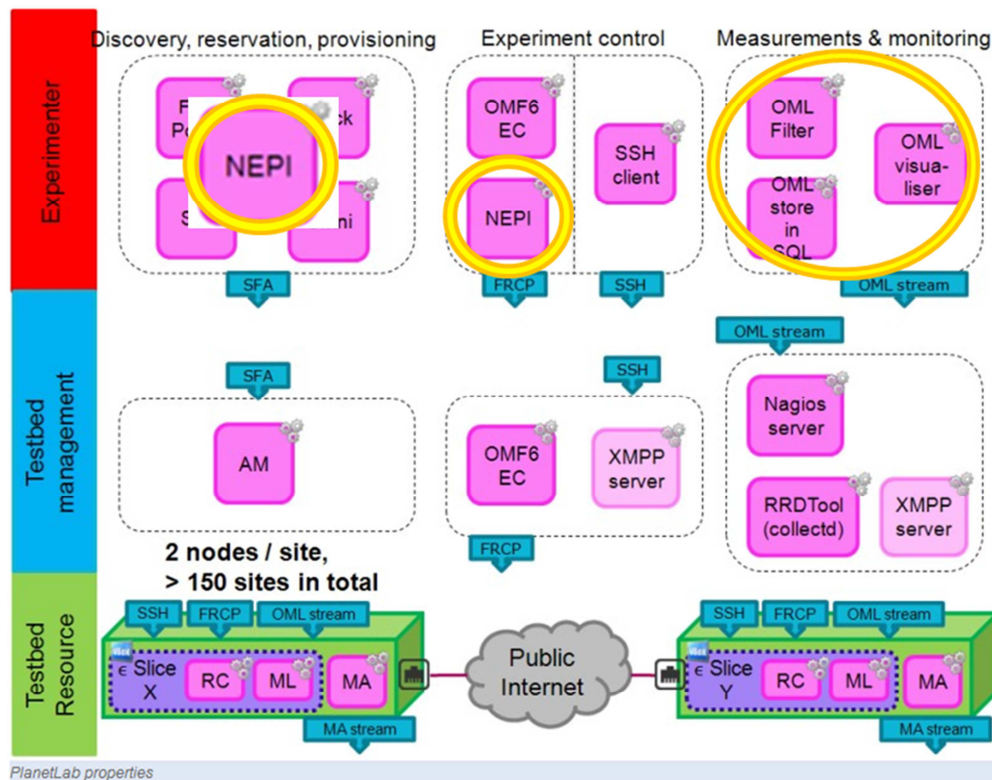 Discovery, reservation, provisioning
Experiment control
Measurements & monitoring
Experimenter
NEPI
OMF6
EC
NEPI
SSH
client
OML
Filter
OML
store
in
SQL
OML
visua-
liser
SFA
FRCP
SSH
OML stream
Testbed
management
SFA
AM
SSH
OMF6
EC
XMPP
server
FRCP
OML stream
Nagios
server
RRDTool
(collectd)
XMPP
server
2 nodes / site,
> 150 sites in total
Testbed
Resource
SSH
FRCP
OML stream
ϵ Slice
X
RC
ML
MA
MA stream
Public
Internet
SSH
FRCP
OML stream
ϵ Slice
Y
RC
ML
MA
MA stream
PlanetLab properties